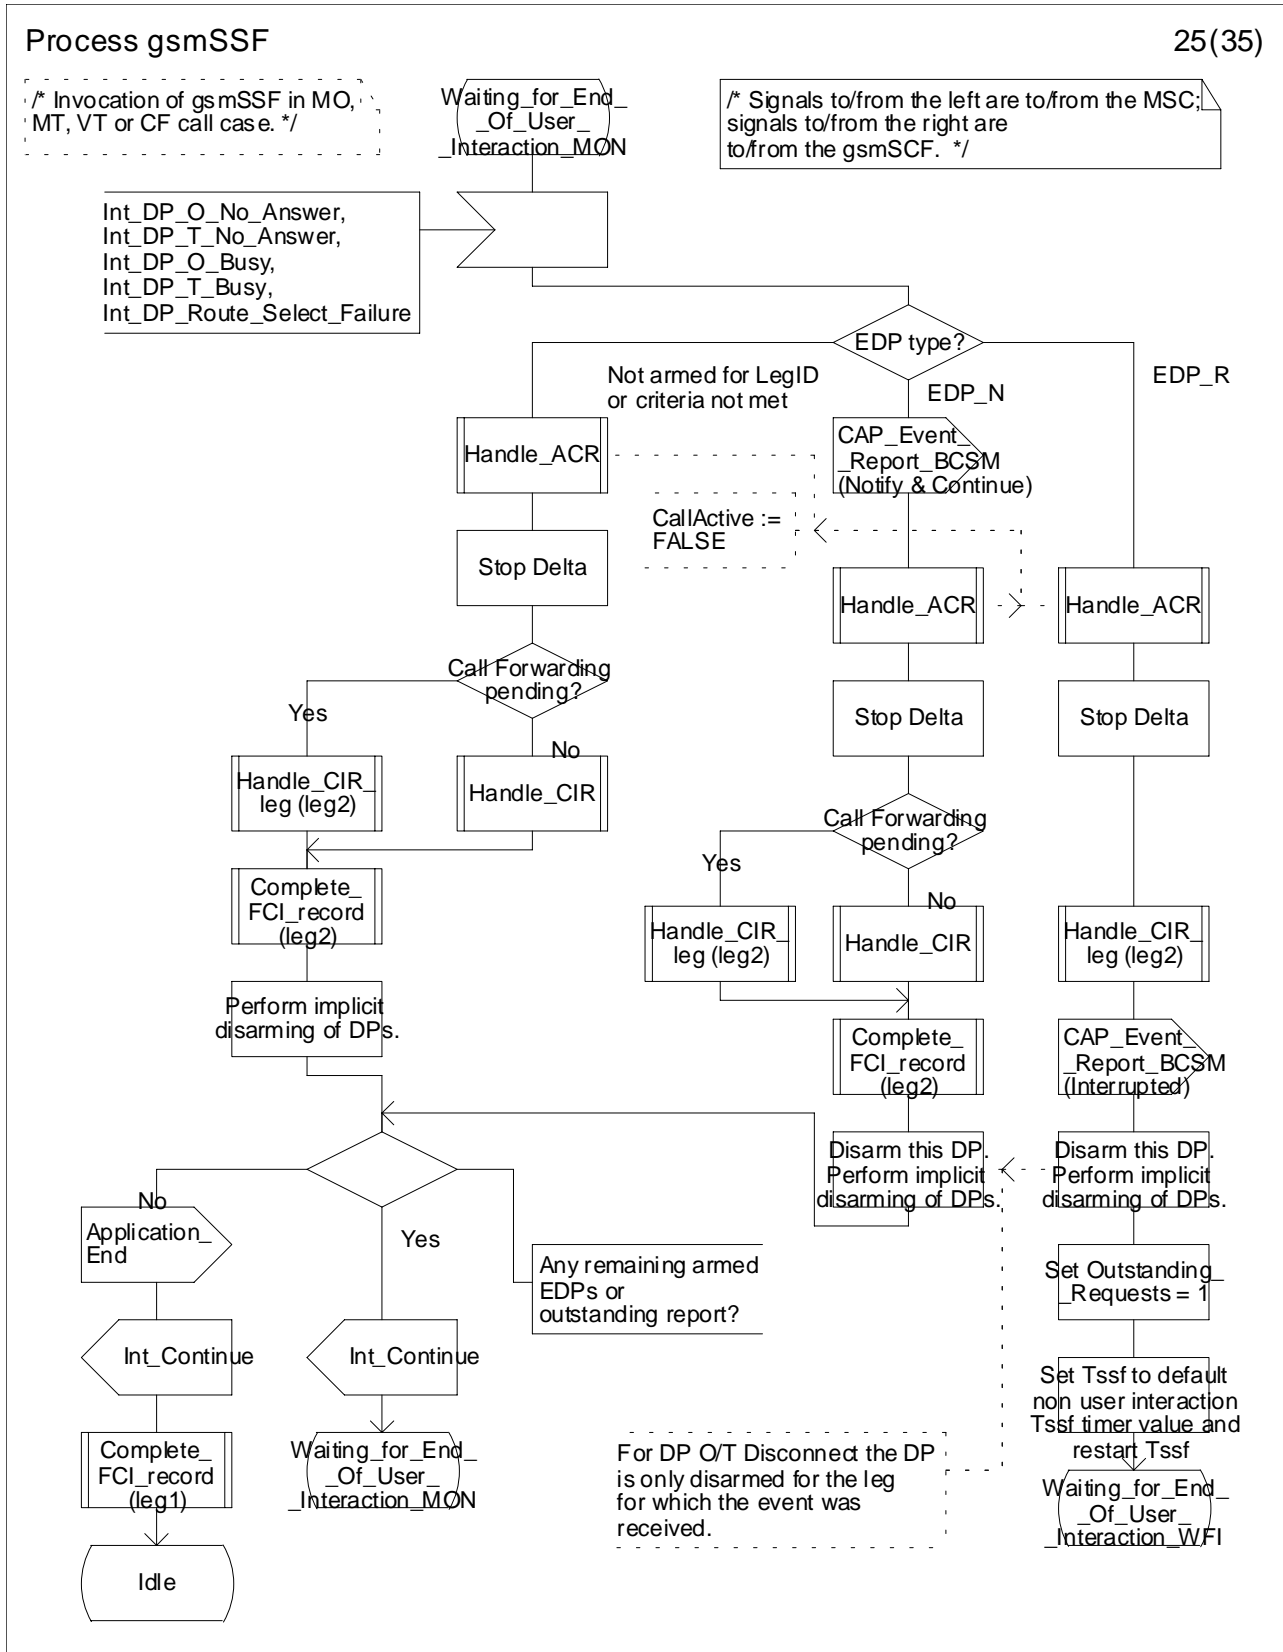 Process gsmSSF
25(35)
/* Invocation of gsmSSF in MO,
MT, VT or CF call case. */
Waiting_for_End_
_Of_User_
_Interaction_MON
/* Signals to/from the left are to/from the MSC;
signals to/from the right are
to/from the gsmSCF. */
Int_DP_O_No_Answer,
Int_DP_T_No_Answer,
Int_DP_O_Busy,
Int_DP_T_Busy,
Int_DP_Route_Select_Failure
EDP type?
Not armed for LegID
or criteria not met
EDP_N
EDP_R
Handle_ACR
CAP_Event_
_Report_BCSM
(Notify & Continue)
CallActive :=
FALSE
Stop Delta
Handle_ACR
Handle_ACR
Call Forwarding
pending?
Yes
No
Stop Delta
Stop Delta
Handle_CIR_
leg (leg2)
Handle_CIR
Call Forwarding
pending?
Yes
No
Complete_
FCI_record
(leg2)
Handle_CIR_
leg (leg2)
Handle_CIR
Handle_CIR_
leg (leg2)
Perform implicit
disarming of DPs.
Complete_
FCI_record
(leg2)
CAP_Event_
_Report_BCSM
(Interrupted)
Disarm this DP.
Perform implicit
disarming of DPs.
Disarm this DP.
Perform implicit
disarming of DPs.
No
Yes
Application_
End
Any remaining armed
EDPs or
outstanding report?
Set Outstanding_
_Requests = 1
Int_Continue
Int_Continue
Set Tssf to default
non user interaction
Tssf timer value and
restart Tssf
Complete_
FCI_record
(leg1)
Waiting_for_End_
_Of_User_
_Interaction_MON
For DP O/T Disconnect the DP
is only disarmed for the leg
for which the event was
received.
Waiting_for_End_
_Of_User_
_Interaction_WFI
Idle